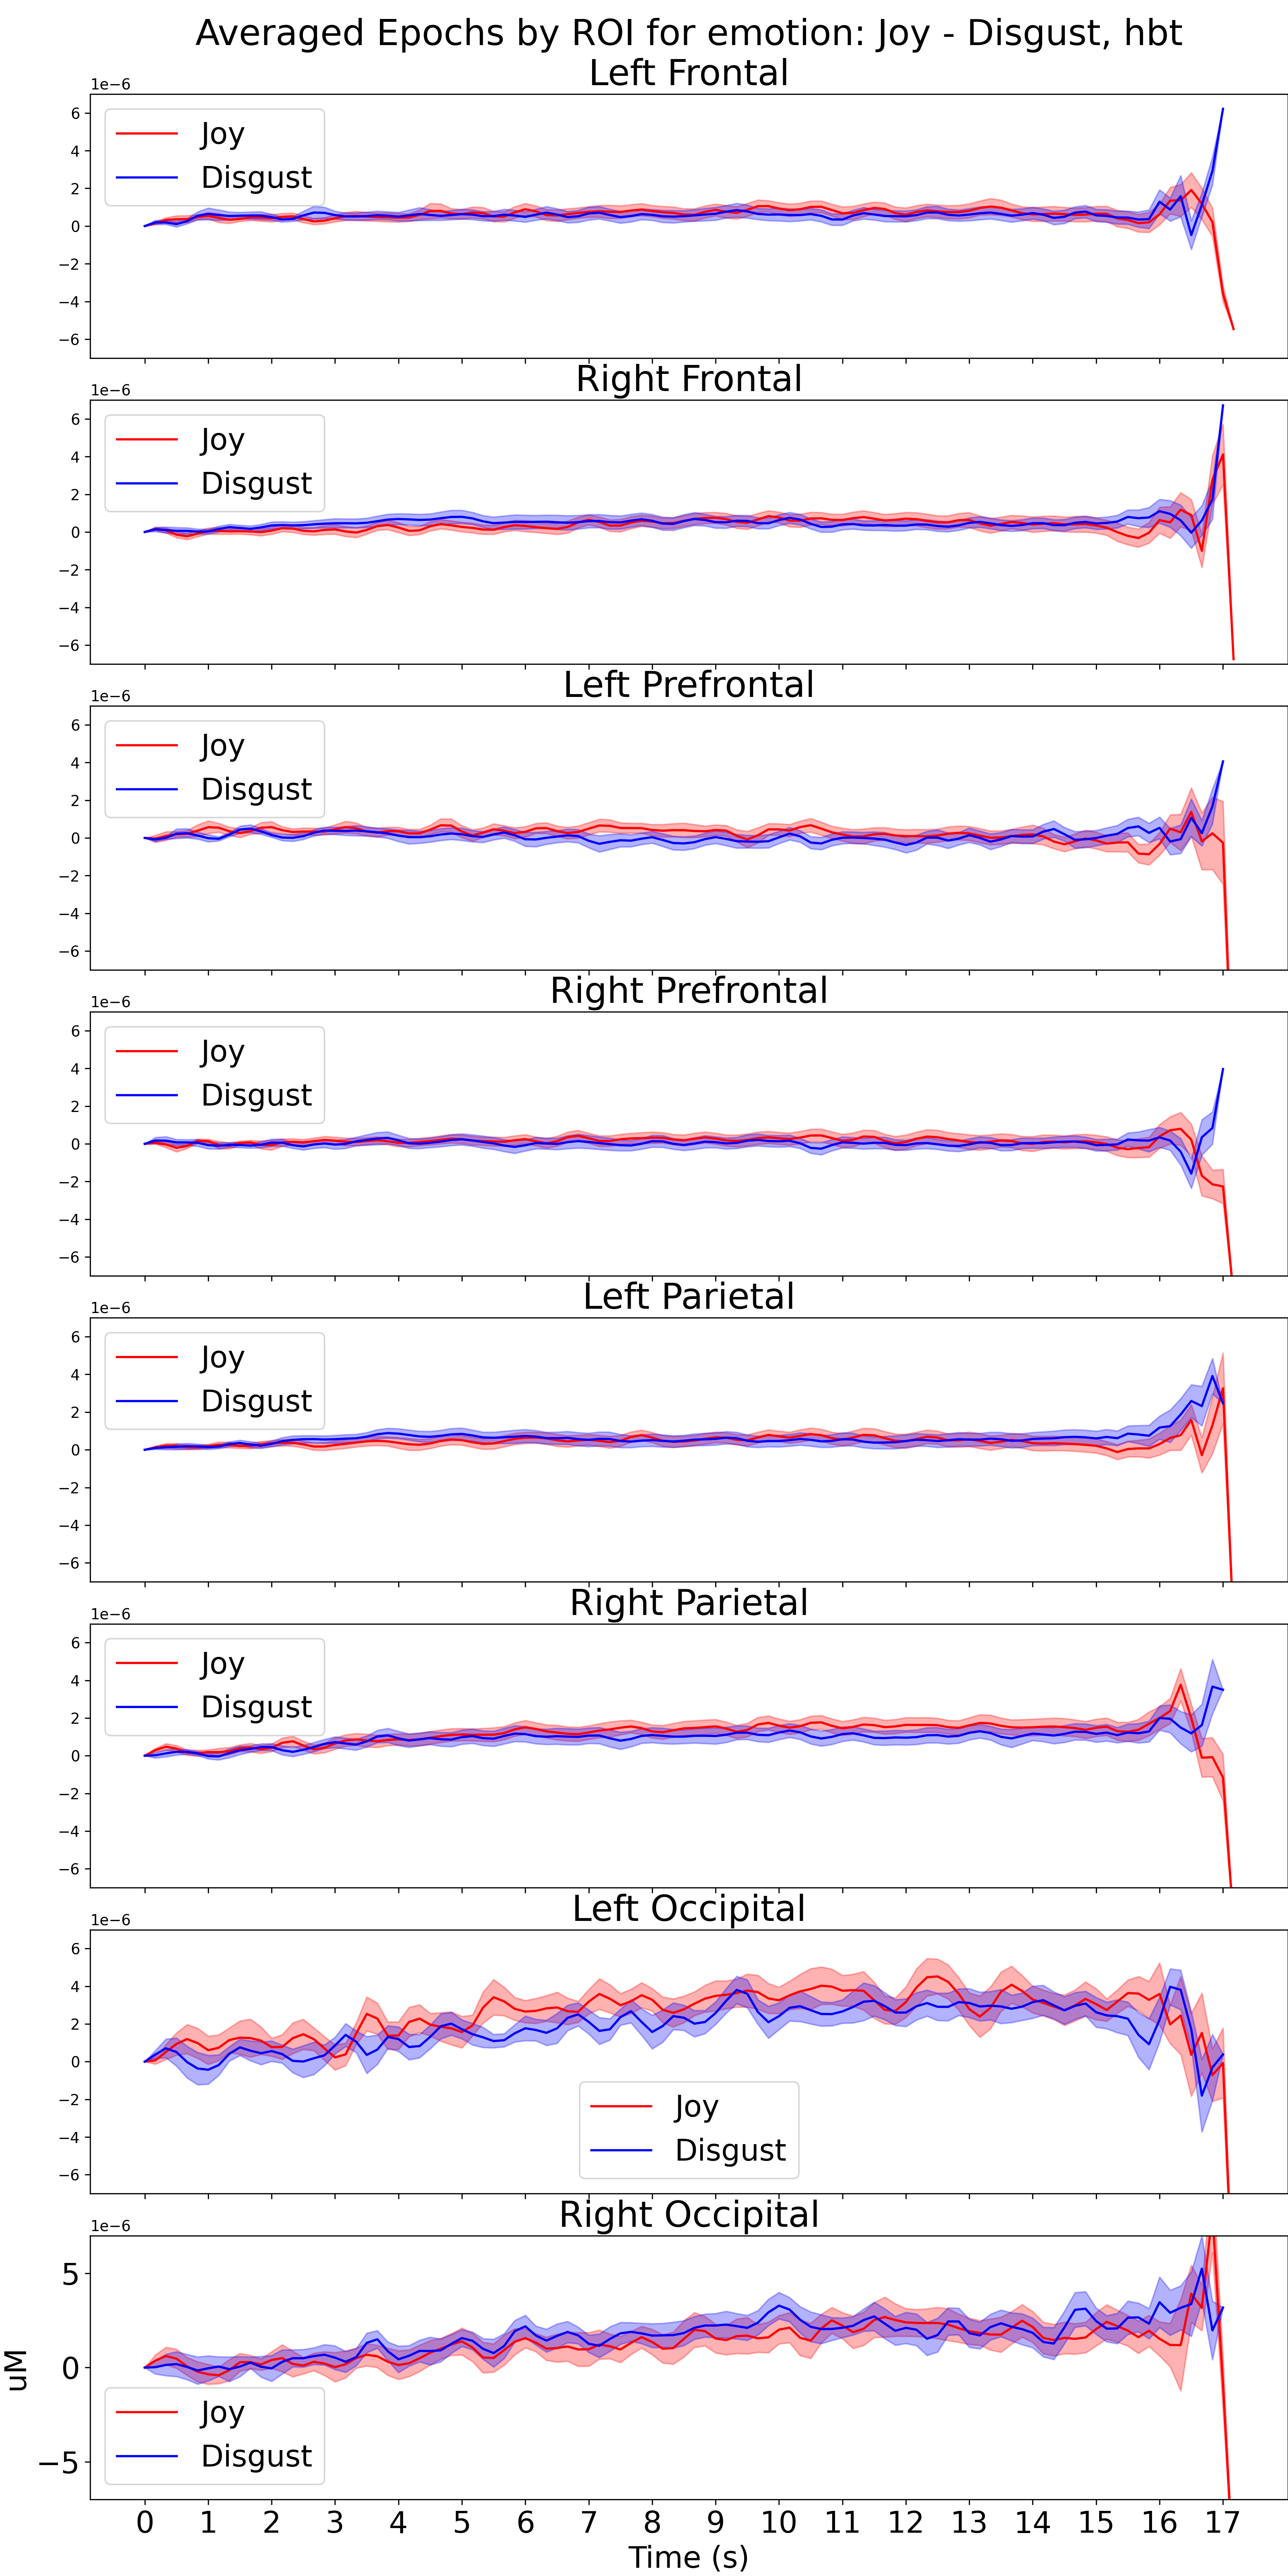 Averaged Epochs by ROI for emotion: Joy - Disgust, hbt
Left Frontal
1e−6
6
4
2
0
−2
−4
−6
Joy
Disgust
Right Frontal
1e−6
6
4
2
0
−2
−4
−6
Joy
Disgust
Left Prefrontal
1e−6
6
4
2
0
−2
−4
−6
Joy
Disgust
Right Prefrontal
1e−6
6
4
2
0
−2
−4
−6
Joy
Disgust
Left Parietal
1e−6
6
4
2
0
−2
−4
−6
Joy
Disgust
Right Parietal
1e−6
6
4
2
0
−2
−4
−6
Joy
Disgust
Left Occipital
1e−6
6
4
2
0
−2
−4
−6
Joy
Disgust
Right Occipital
1e−6
5
0
−5
uM
Joy
Disgust
0 1 2 3 4 5 6 7 8 9 10 11 12 13 14 15 16 17
Time (s)